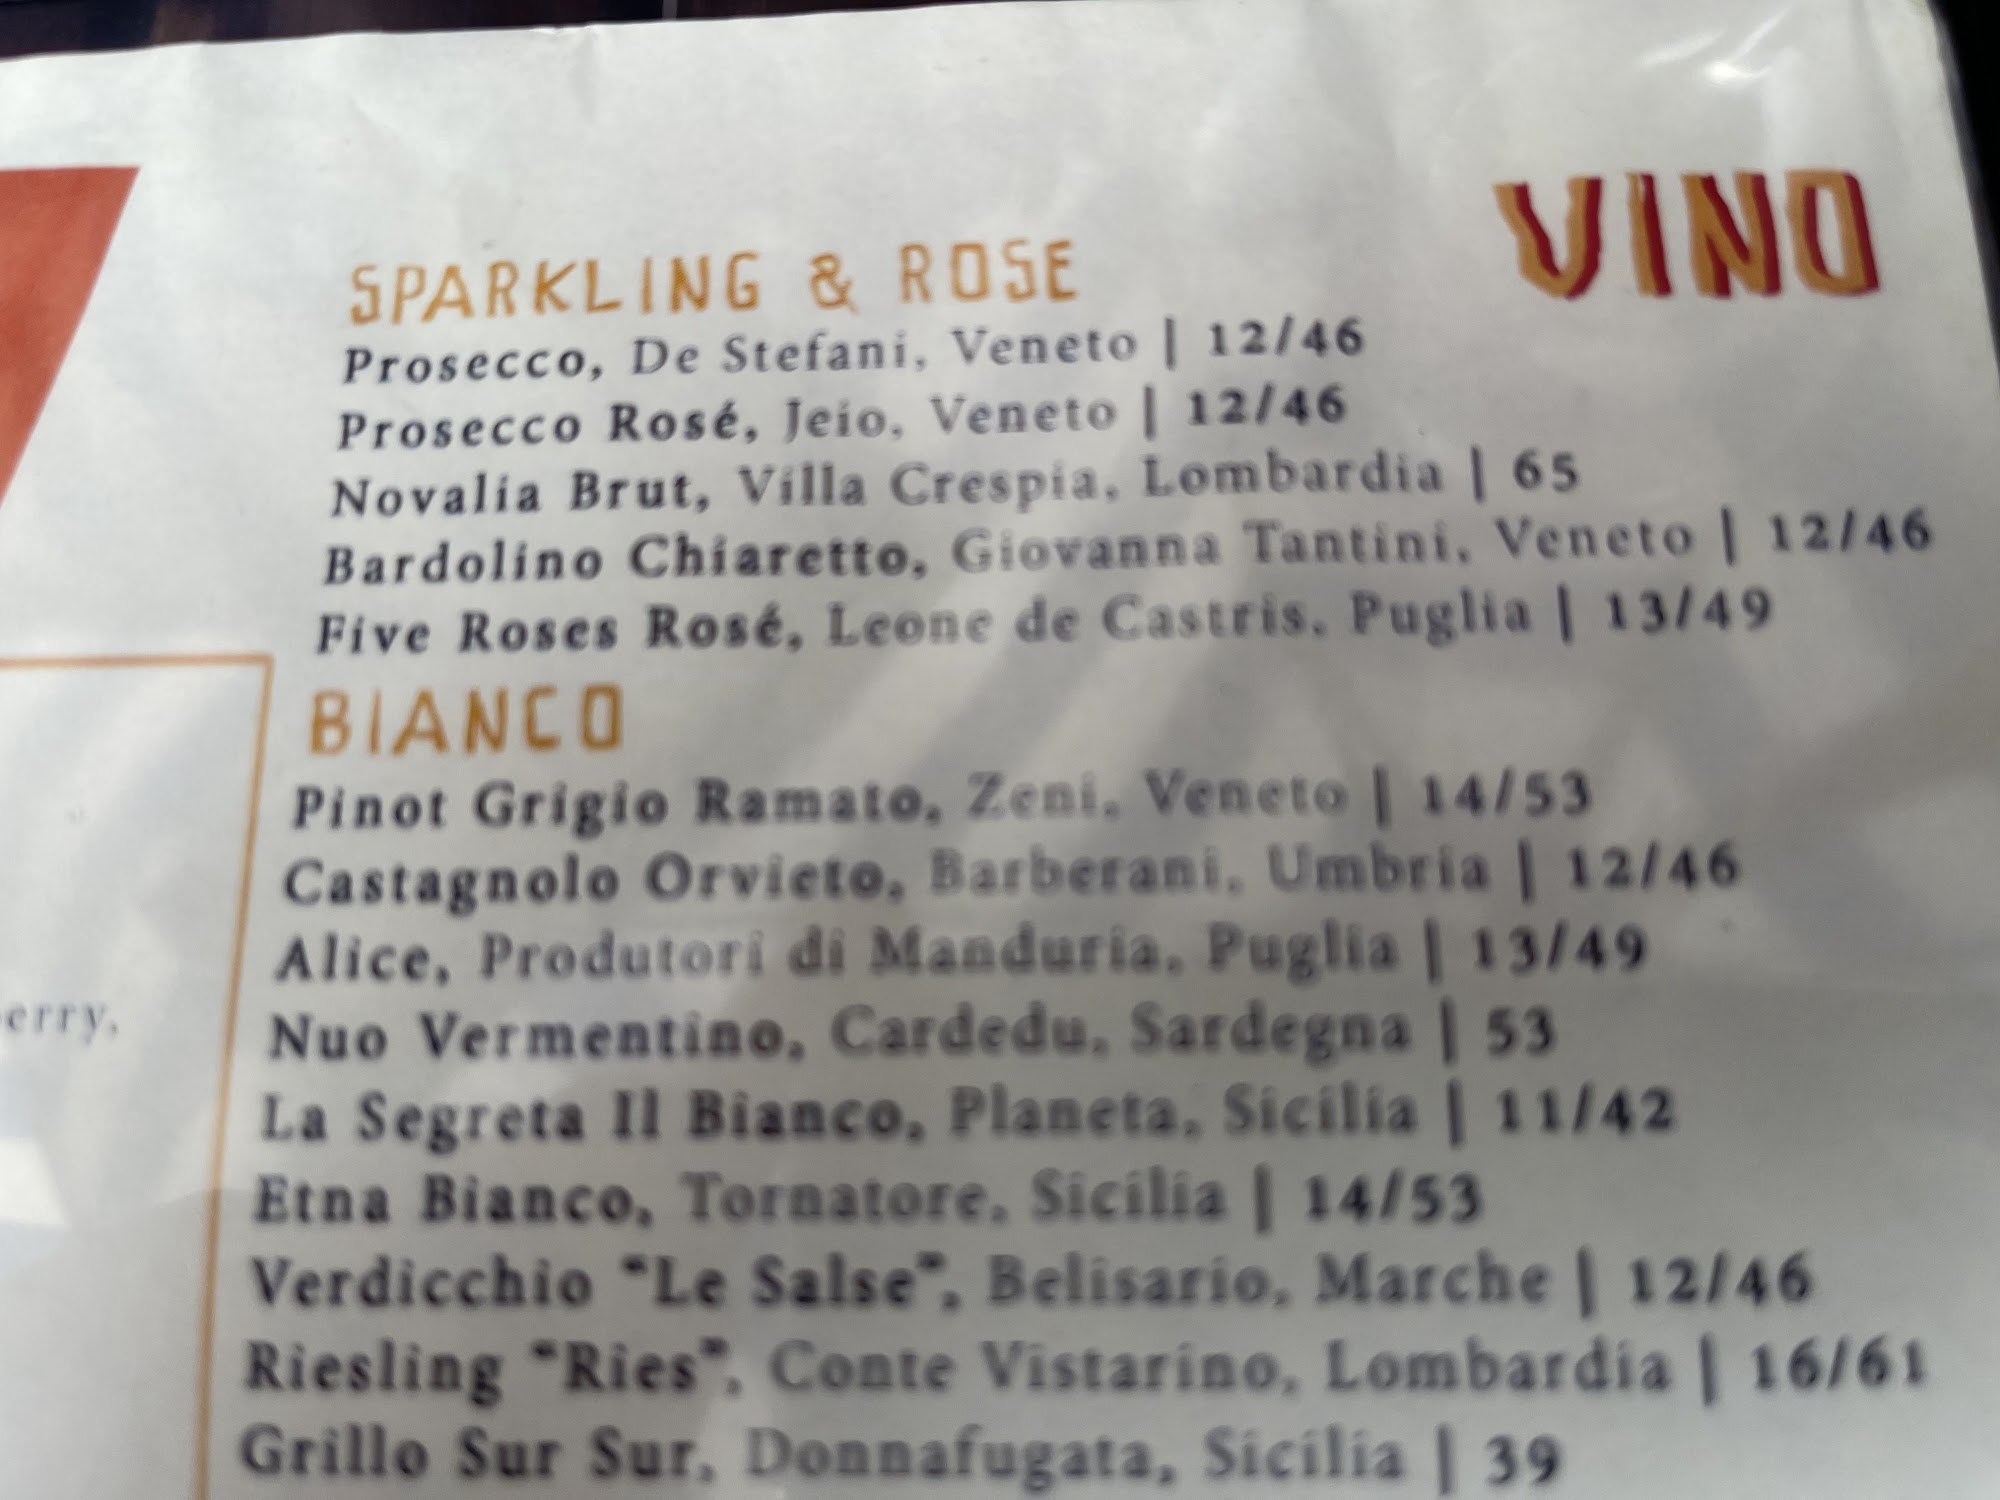 VINO
SPARKLING & ROSE
Prosecco, De Stefani, Veneto | 12/46
Prosecco Rosé, Jeio, Veneto | 12/46
Novalia Brut, Villa Crespia, Lombardia | 65
Bardolino Chiaretto, Giovanna Tantini, Veneto | 12/46
Five Roses Rosé, Leone de Castris, Puglia | 13/49
BIANCO
Pinot Grigio Ramato, Zeni, Veneto | 14/53
Castagnolo Orvieto, Barberani, Umbria | 12/46
Alice, Produtori di Manduria, Puglia | 13/49
Nuo Vermentino, Cardedu, Sardegna | 53
La Segreta Il Bianco, Planeta, Sicilia | 11/42
Etna Bianco, Tornatore, Sicilia | 14/53
Verdicchio "Le Salse", Belisario, Marche | 12/46
Riesling "Ries", Conte Vistarino, Lombardia | 16/61
Grillo Sur Sur, Donnafugata, Sicilia | 39
erry,